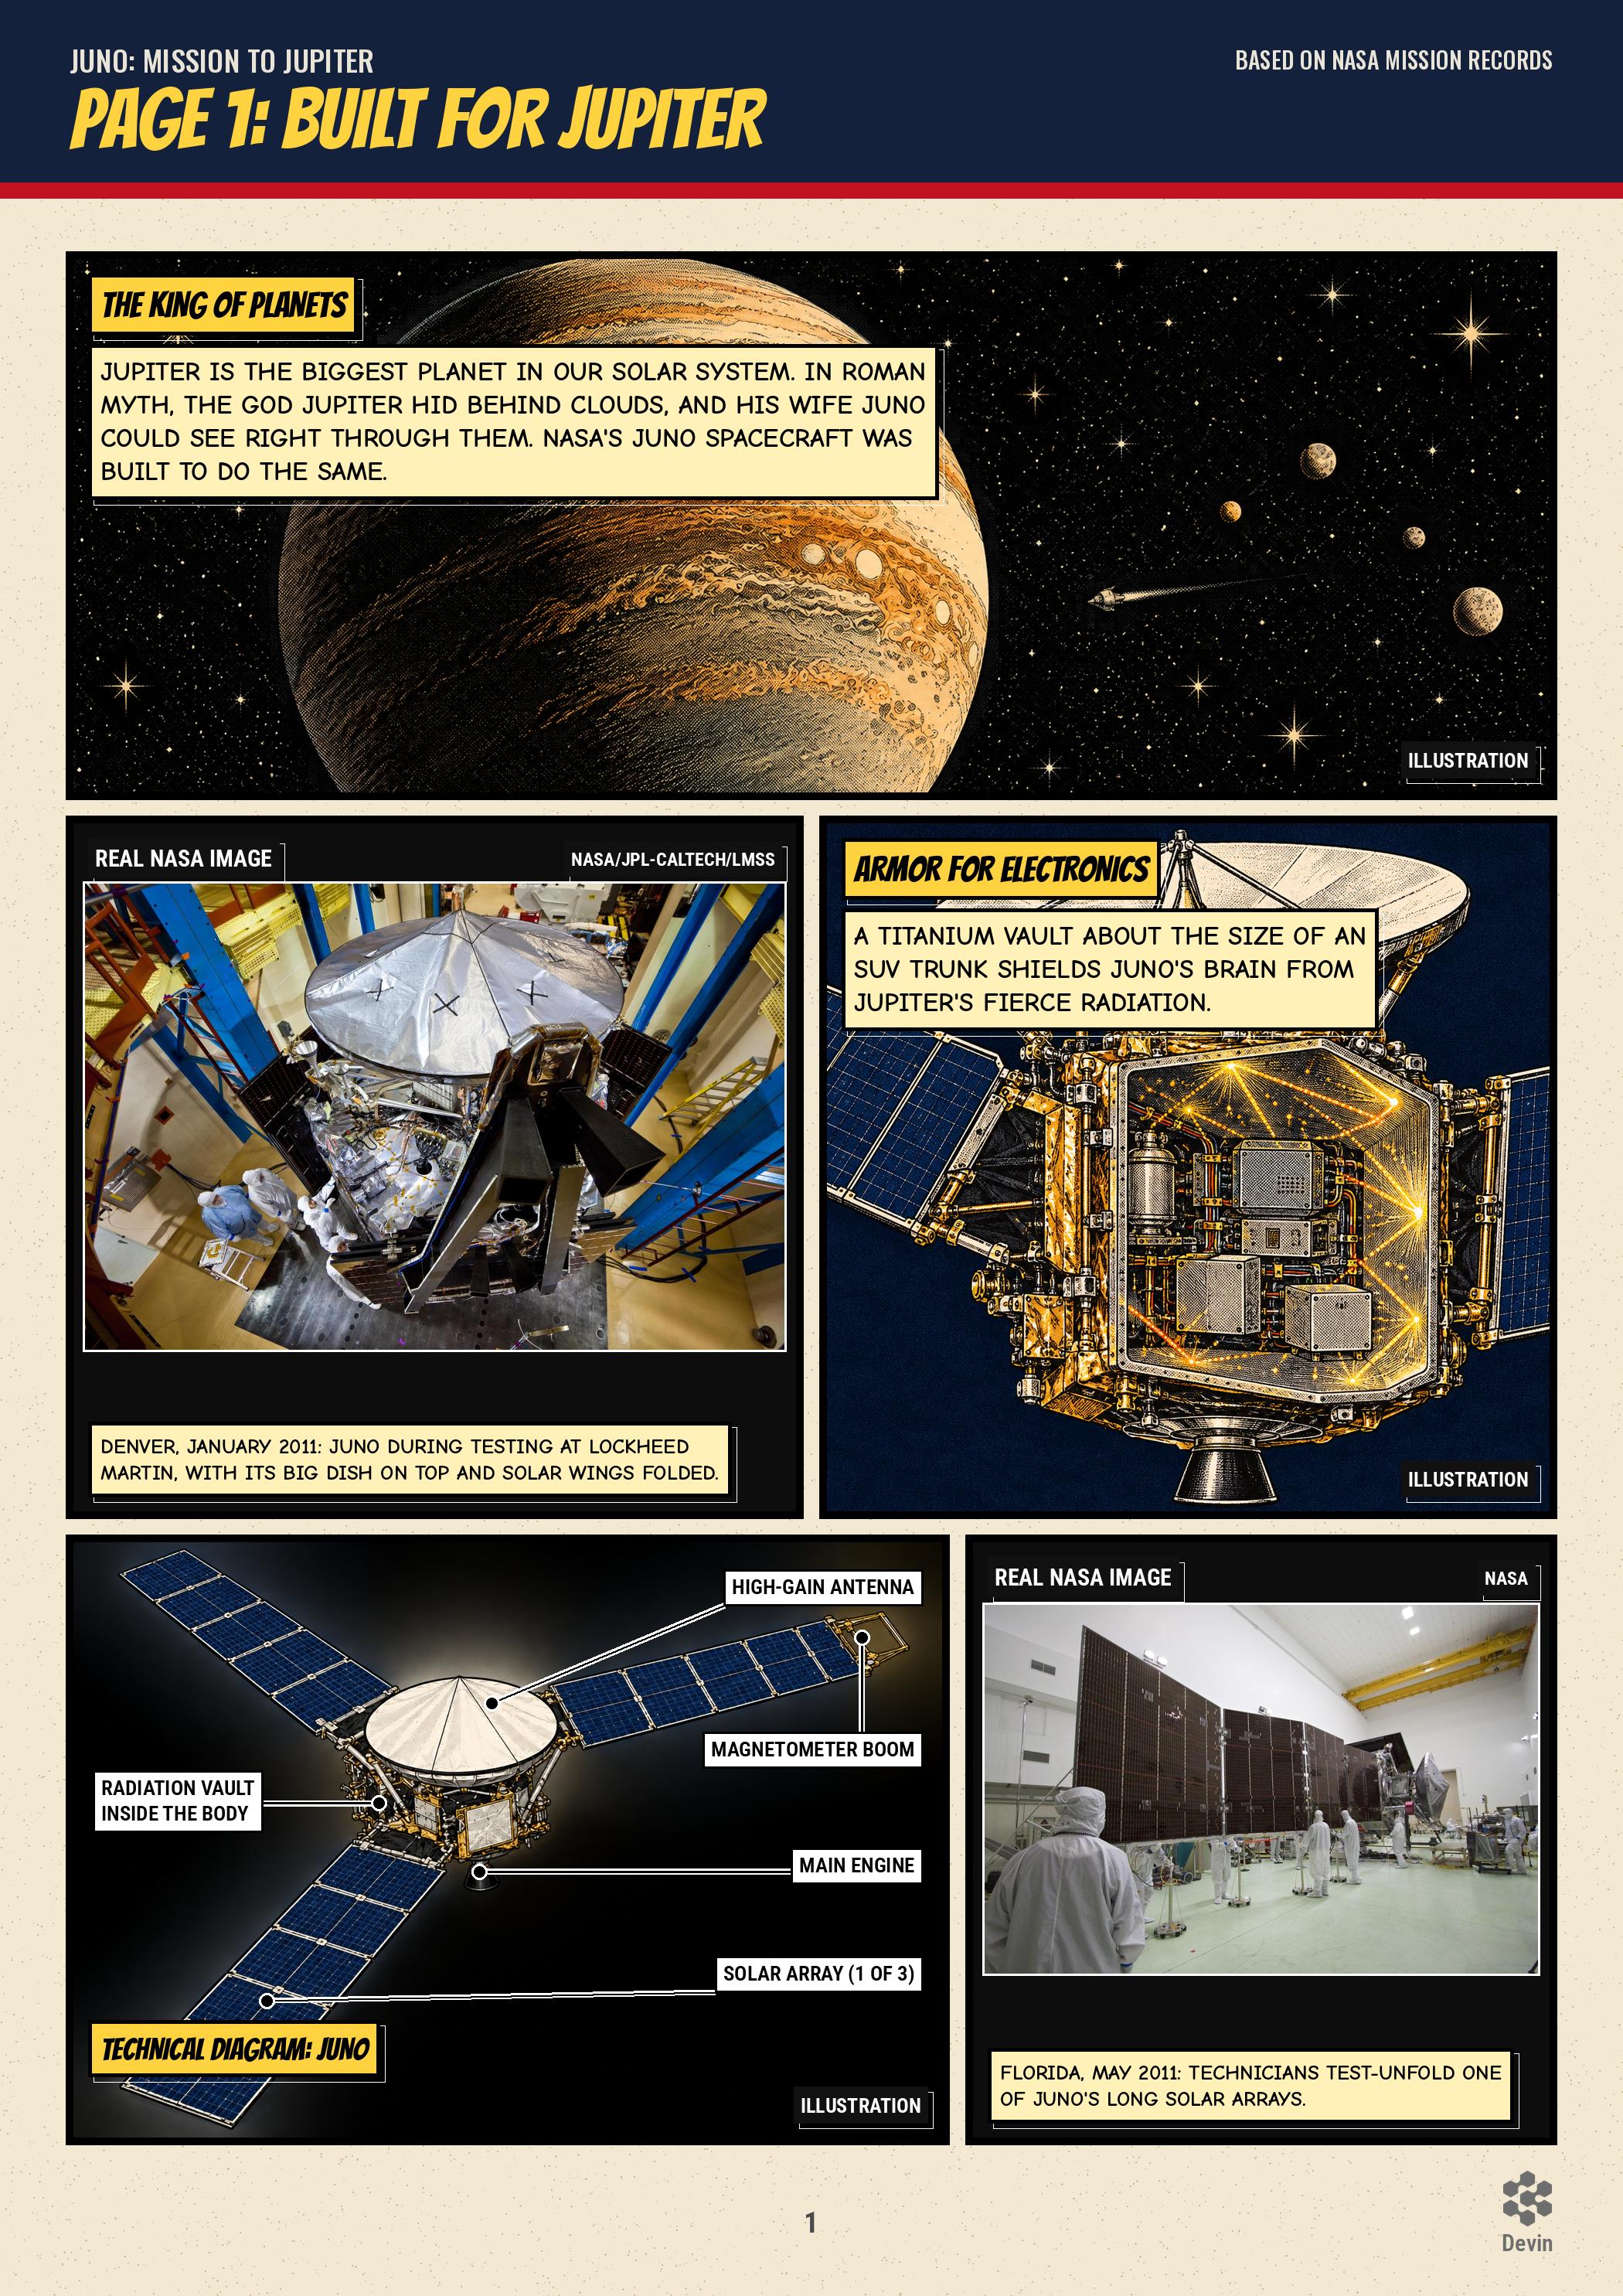 JUNO: MISSION TO JUPITER
BASED ON NASA MISSION RECORDS
PAGE 1: BUILT FOR JUPITER
THE KING OF PLANETS
JUPITER IS THE BIGGEST PLANET IN OUR SOLAR SYSTEM. IN ROMAN
MYTH, THE GOD JUPITER HID BEHIND CLOUDS, AND HIS WIFE JUNO
COULD SEE RIGHT THROUGH THEM. NASA'S JUNO SPACECRAFT WAS
BUILT TO DO THE SAME.
ILLUSTRATION
REAL NASA IMAGE
NASA/JPL-CALTECH/LMSS
DENVER, JANUARY 2011: JUNO DURING TESTING AT LOCKHEED
MARTIN, WITH ITS BIG DISH ON TOP AND SOLAR WINGS FOLDED.
ARMOR FOR ELECTRONICS
A TITANIUM VAULT ABOUT THE SIZE OF AN
SUV TRUNK SHIELDS JUNO'S BRAIN FROM
JUPITER'S FIERCE RADIATION.
ILLUSTRATION
HIGH-GAIN ANTENNA
MAGNETOMETER BOOM
RADIATION VAULT
INSIDE THE BODY
MAIN ENGINE
SOLAR ARRAY (1 OF 3)
TECHNICAL DIAGRAM: JUNO
ILLUSTRATION
REAL NASA IMAGE
NASA
FLORIDA, MAY 2011: TECHNICIANS TEST-UNFOLD ONE
OF JUNO'S LONG SOLAR ARRAYS.
1
Devin